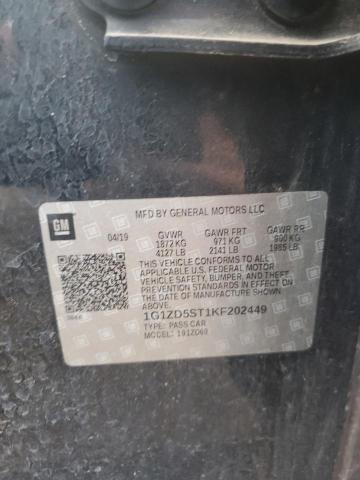 MFD BY GENERAL MOTORS LLC
GM
04/19 GVWR GAWR FRT GAWR RR
1872 KG 971 KG 900 KG
4127 LB 2141 LB 1985 LB
THIS VEHICLE CONFORMS TO ALL
APPLICABLE U.S. FEDERAL MOTOR
VEHICLE SAFETY, BUMPER, AND THEFT
PREVENTION STANDARDS IN EFFECT ON
THE DATE OF MANUFACTURE SHOWN
ABOVE.
1G1ZD5ST1KF202449
TYPE: PASS CAR
MODEL: 191ZD69